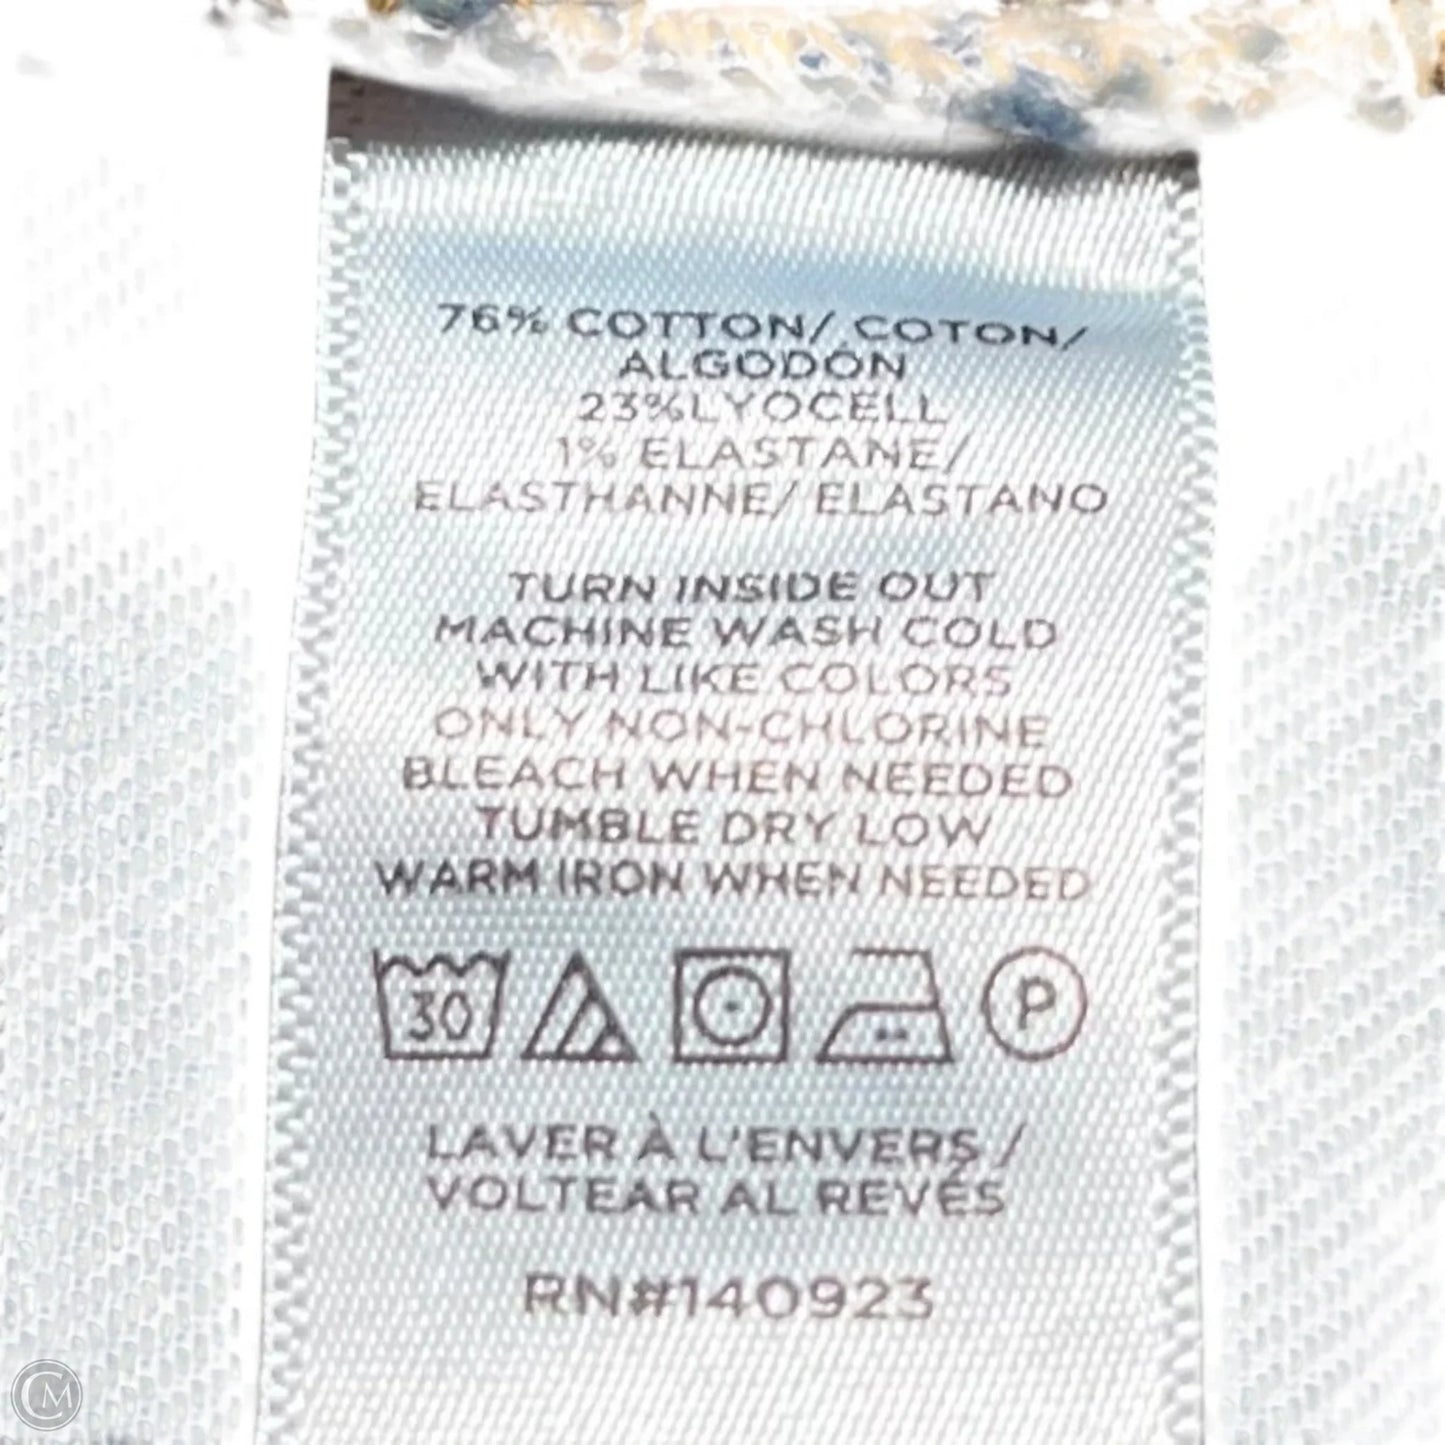 76% COTTON/ COTON/
ALGODÓN
23%LYOCELL
1% ELASTANE/
ELASTHANNE/ ELASTANO
TURN INSIDE OUT
MACHINE WASH COLD
WITH LIKE COLORS
ONLY NON-CHLORINE
BLEACH WHEN NEEDED
TUMBLE DRY LOW
WARM IRON WHEN NEEDED
30 P
LAVER À L'ENVERS /
VOLTEAR AL REVÉS
RN#140923
CM